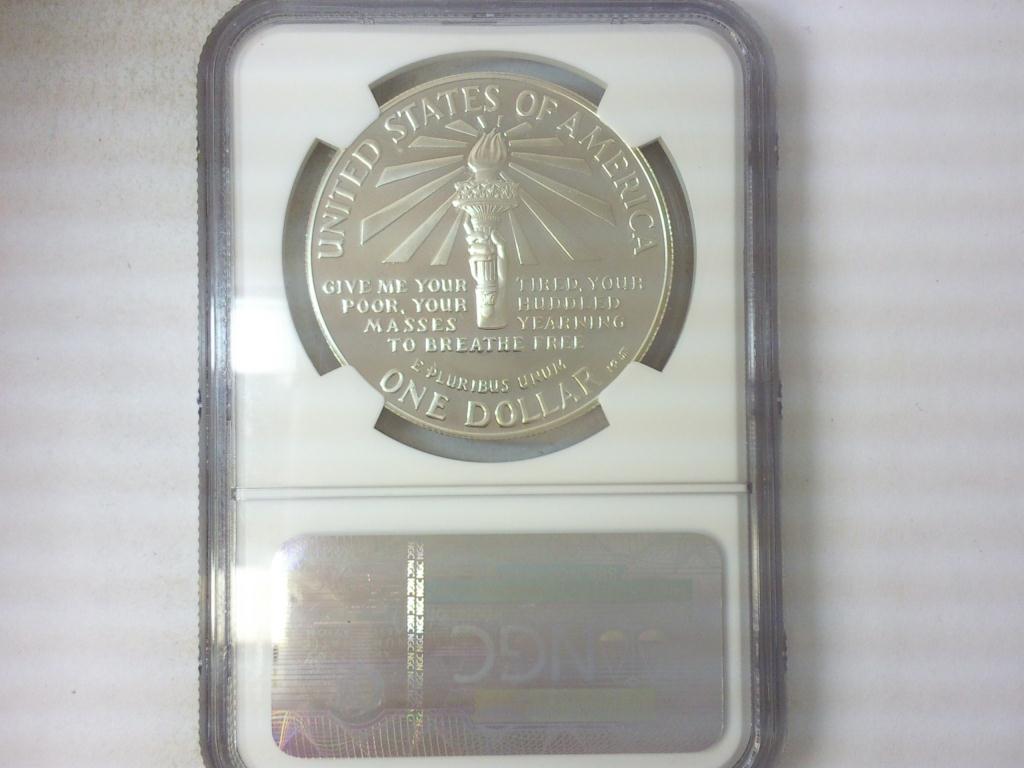 UNITED STATES OF AMERICA
GIVE ME YOUR TIRED, YOUR
POOR, YOUR HUDDLED
MASSES YEARNING
TO BREATHE FREE
E PLURIBUS UNUM
ONE DOLLAR
NGC